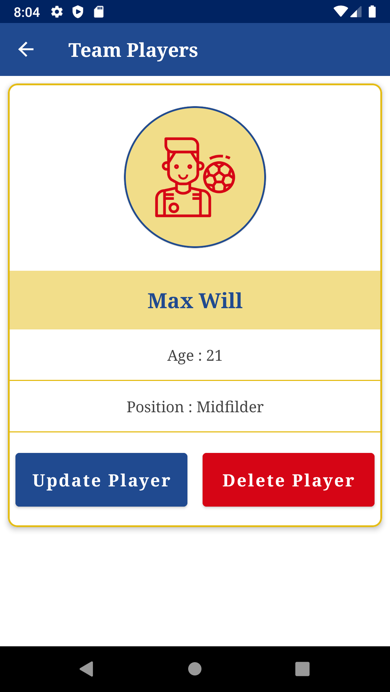 8:04
Team Players
Max Will
Age : 21
Position : Midfilder
Update Player
Delete Player